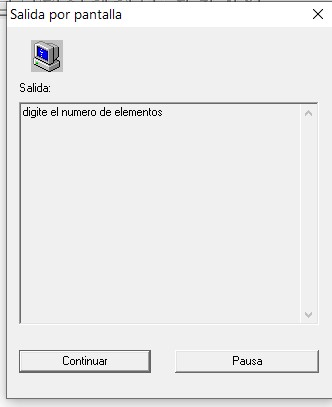 Salida por pantalla
Salida:
digite el numero de elementos
Continuar
Pausa